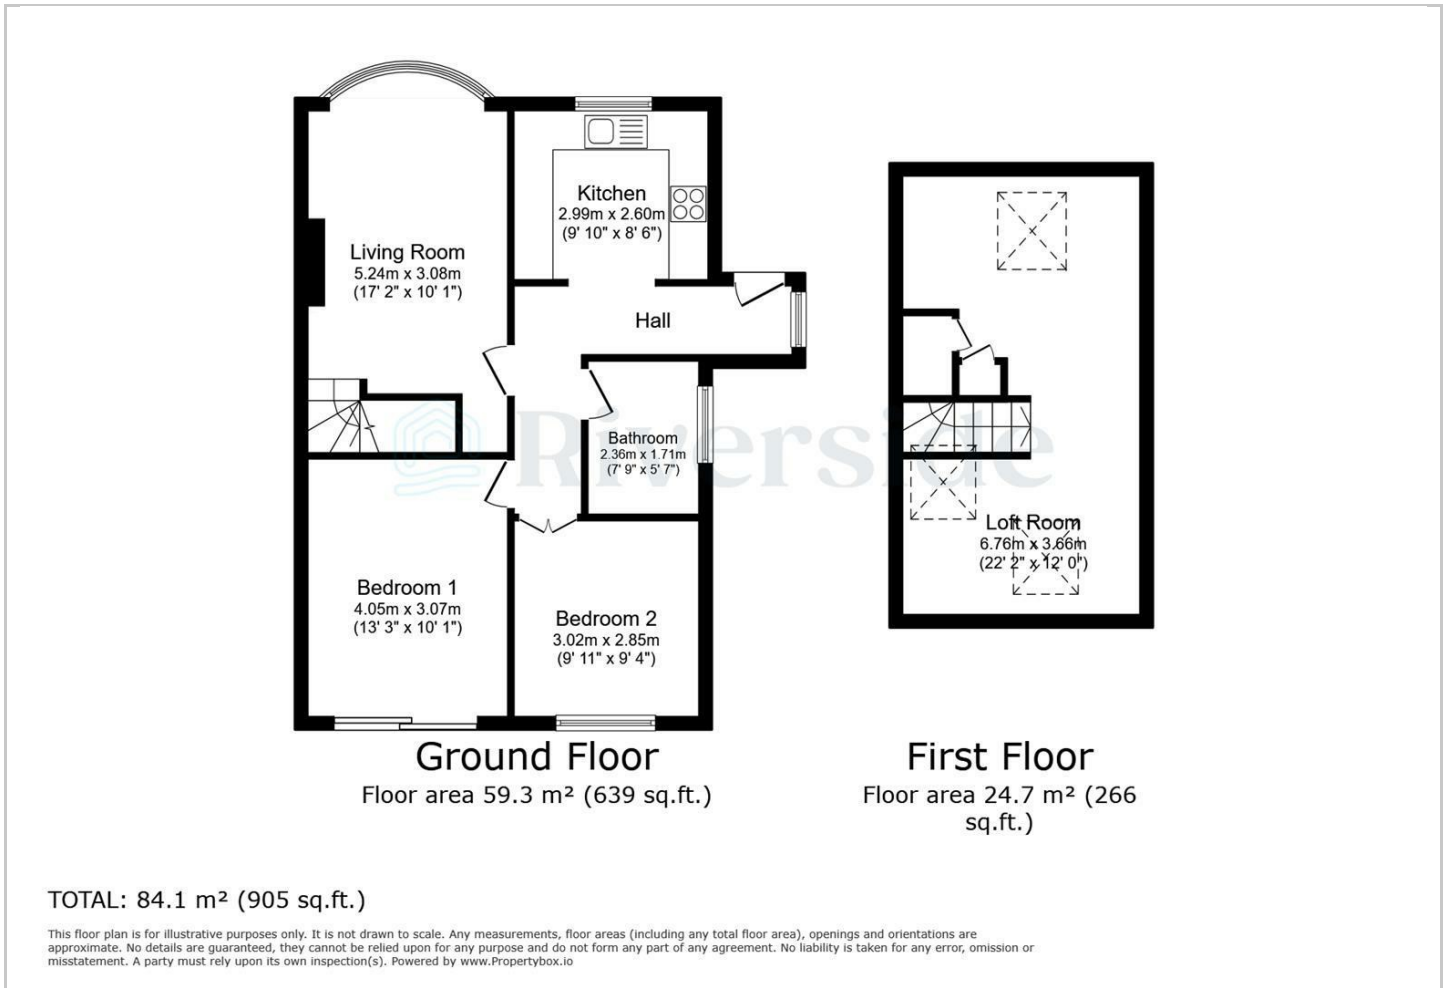 Kitchen
2.99m x 2.60m
(9' 10" x 8' 6")
Living Room
5.24m x 3.08m
(17' 2" x 10' 1")
Hall
Riverside
Bathroom
2.36m x 1.71m
(7' 9" x 5' 7")
Bedroom 1
4.05m x 3.07m
(13' 3" x 10' 1")
Bedroom 2
3.02m x 2.85m
(9' 11" x 9' 4")
Loft Room
6.76m x 3.66m
(22' 2" x 12' 0")
Ground Floor
Floor area 59.3 m² (639 sq.ft.)
First Floor
Floor area 24.7 m² (266
sq.ft.)
TOTAL: 84.1 m² (905 sq.ft.)
This floor plan is for illustrative purposes only. It is not drawn to scale. Any measurements, floor areas (including any total floor area), openings and orientations are
approximate. No details are guaranteed, they cannot be relied upon for any purpose and do not form any part of any agreement. No liability is taken for any error, omission or
misstatement. A party must rely upon its own inspection(s). Powered by www.Propertybox.io